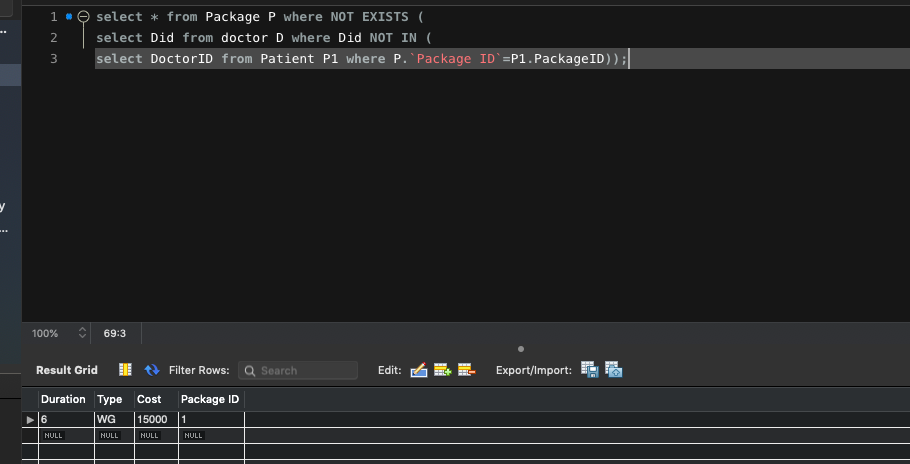 1 select * from Package P where NOT EXISTS (
2 select Did from doctor D where Did NOT IN (
3 select DoctorID from Patient P1 where P.`Package ID`=P1.PackageID));
y
100% 69:3
Result Grid Filter Rows: Search Edit: Export/Import:
Duration Type Cost Package ID
6 WG 15000 1
NULL NULL NULL NULL